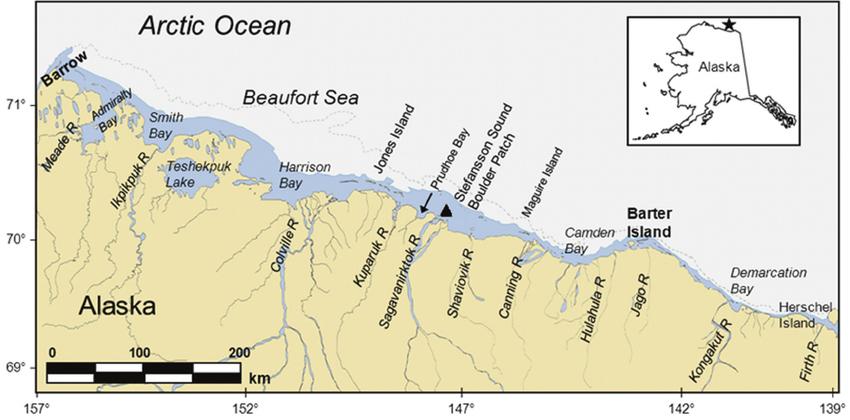 Arctic Ocean
Alaska
Barrow
71°
Beaufort Sea
Admiralty
Bay
Smith
Bay
Meade R
Ikpikpuk R
Teshekpuk
Lake
Harrison
Bay
Jones Island
Prudhoe Bay
Stefansson Sound
Boulder Patch
Maguire Island
70°
Colville R
Kuparuk R
Sagavanirktok R
Shaviovik R
Canning R
Camden
Bay
Barter
Island
Hulahula R
Jago R
Demarcation
Bay
Herschel
Island
Kongakut R
Firth R
Alaska
0 100 200
km
69°
157° 152° 147° 142° 139°